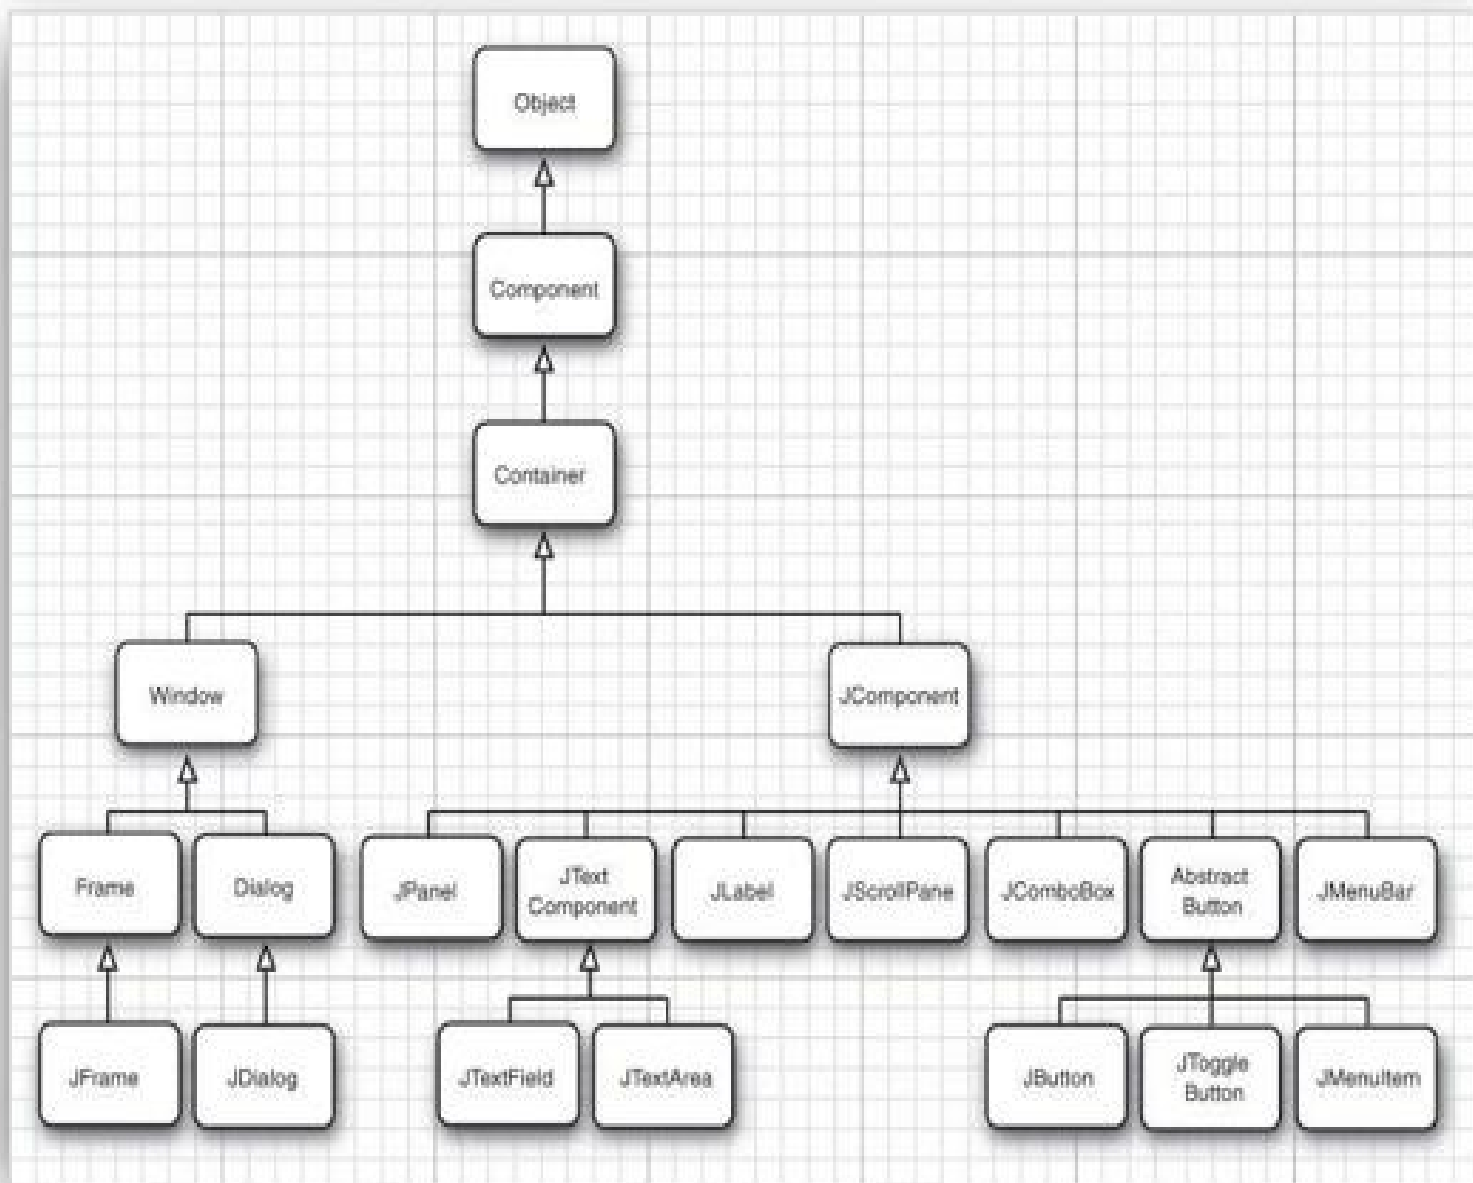 Object
Component
Container
Window
JComponent
Frame
Dialog
JPanel
JText
Component
JLabel
JScrollPane
JComboBox
Abstract
Button
JMenuBar
JFrame
JDialog
JTextField
JTextArea
JButton
JToggle
Button
JMenuItem